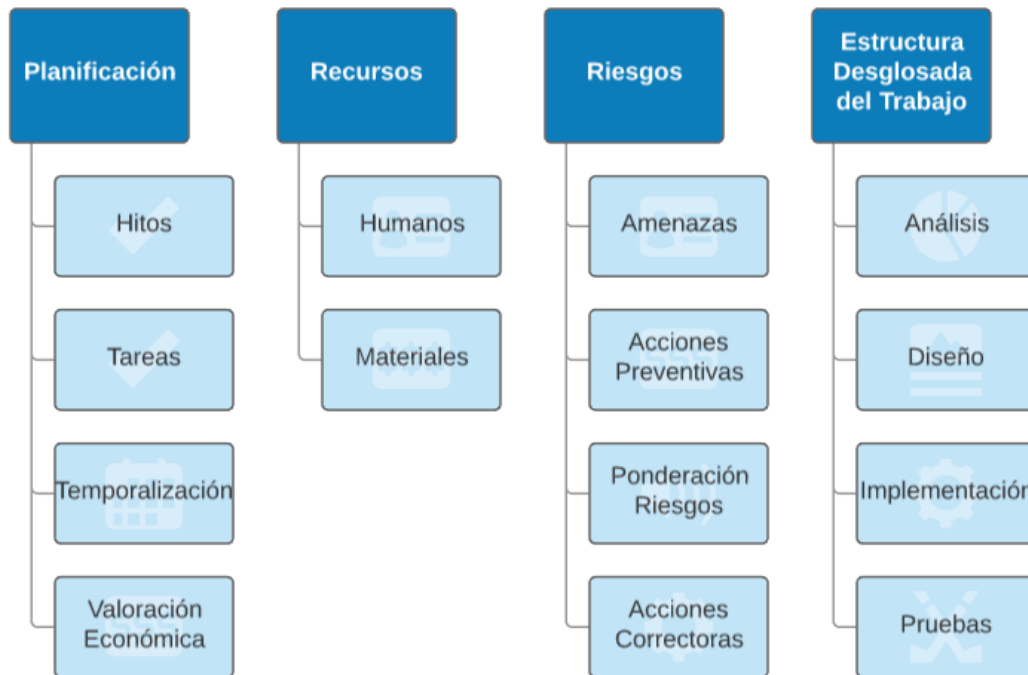 Planificación
Hitos
Tareas
Temporalización
Valoración
Económica
Recursos
Humanos
Materiales
Riesgos
Amenazas
Acciones
Preventivas
Ponderación
Riesgos
Acciones
Correctoras
Estructura
Desglosada
del Trabajo
Análisis
Diseño
Implementación
Pruebas